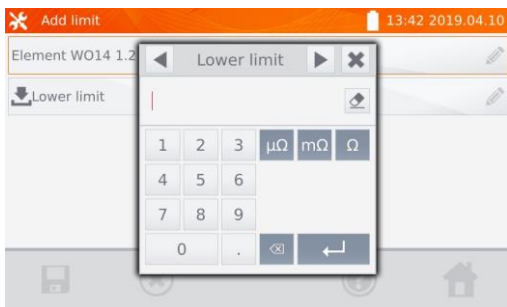 Add limit 13:42 2019.04.10
Element WO14 1.2
Lower limit
Lower limit
1 2 3 µΩ mΩ Ω
4 5 6
7 8 9
0 .